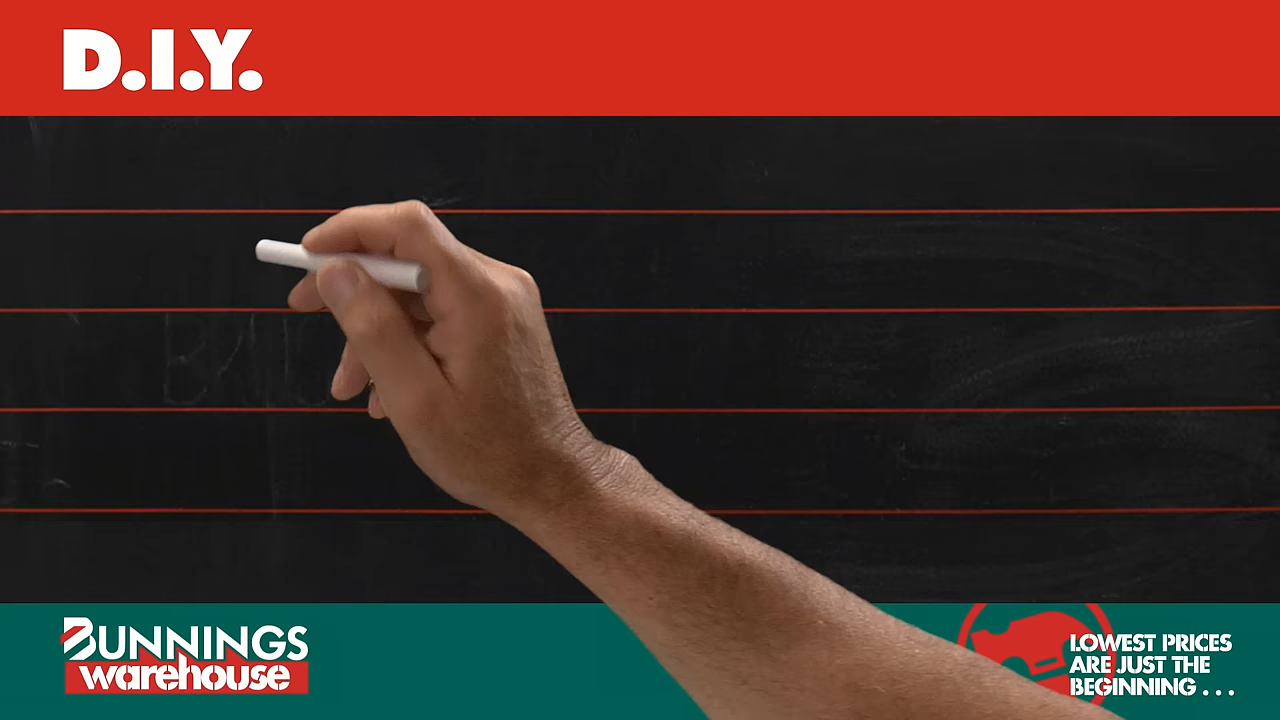 D.I.Y.
BUNNINGS
warehouse
LOWEST PRICES
ARE JUST THE
BEGINNING . . .